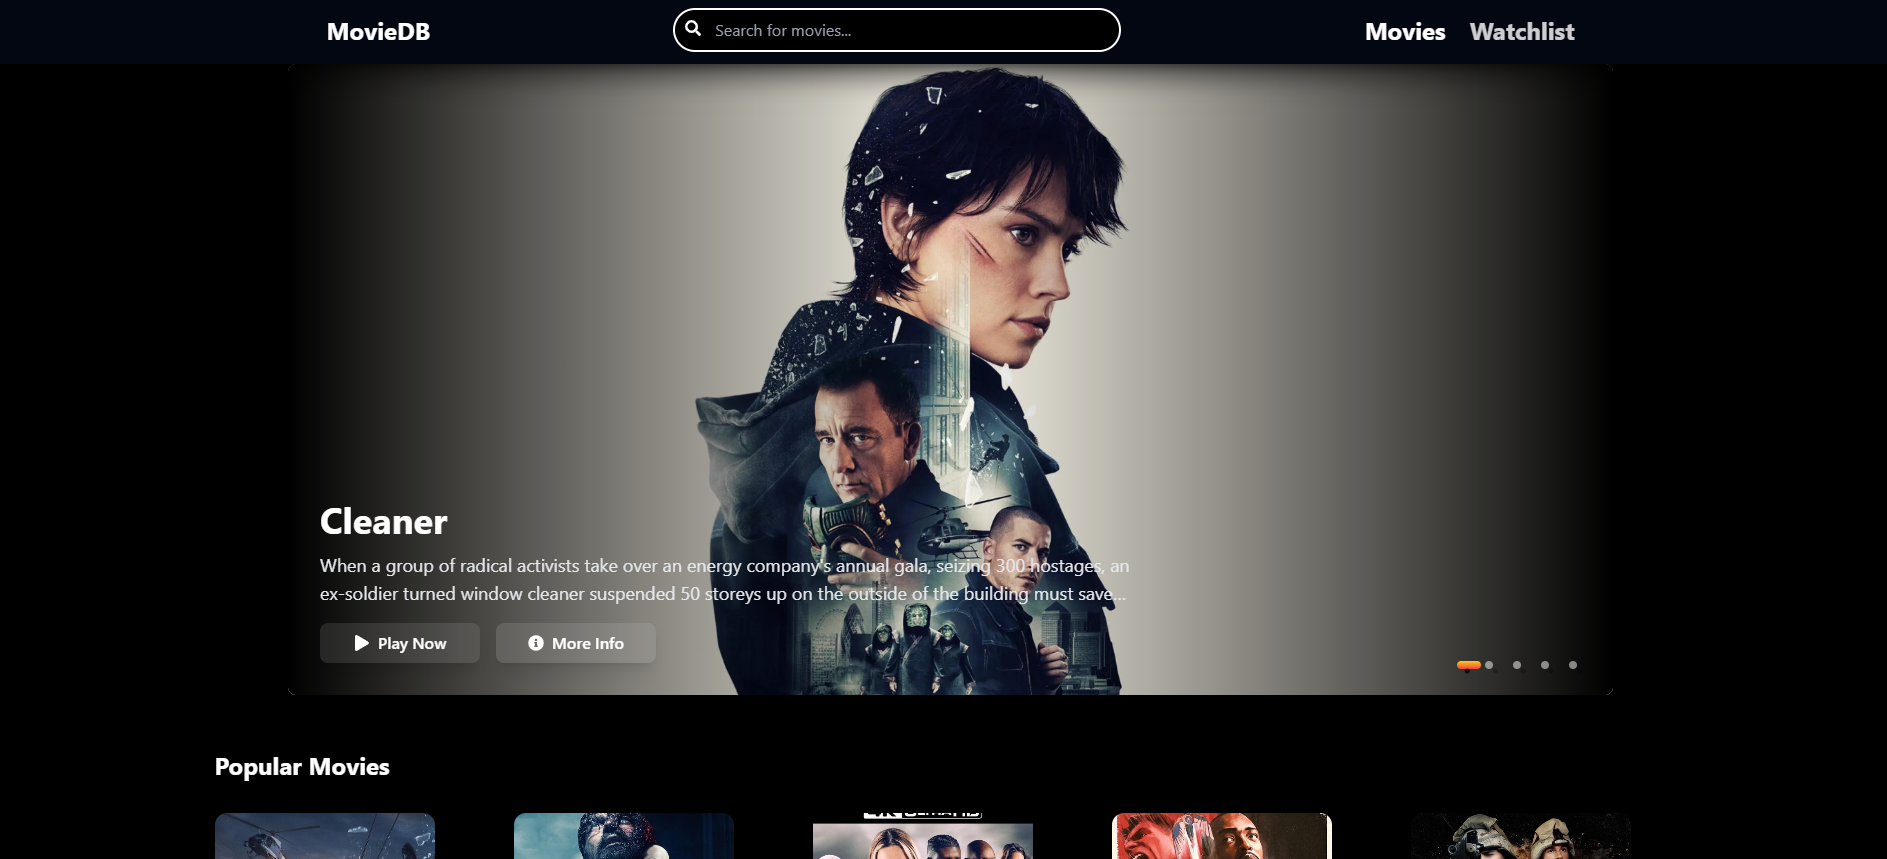 MovieDB
Search for movies...
Movies
Watchlist
Cleaner
When a group of radical activists take over an energy company's annual gala, seizing 300 hostages, an
ex-soldier turned window cleaner suspended 50 storeys up on the outside of the building must save...
Play Now
More Info
Popular Movies